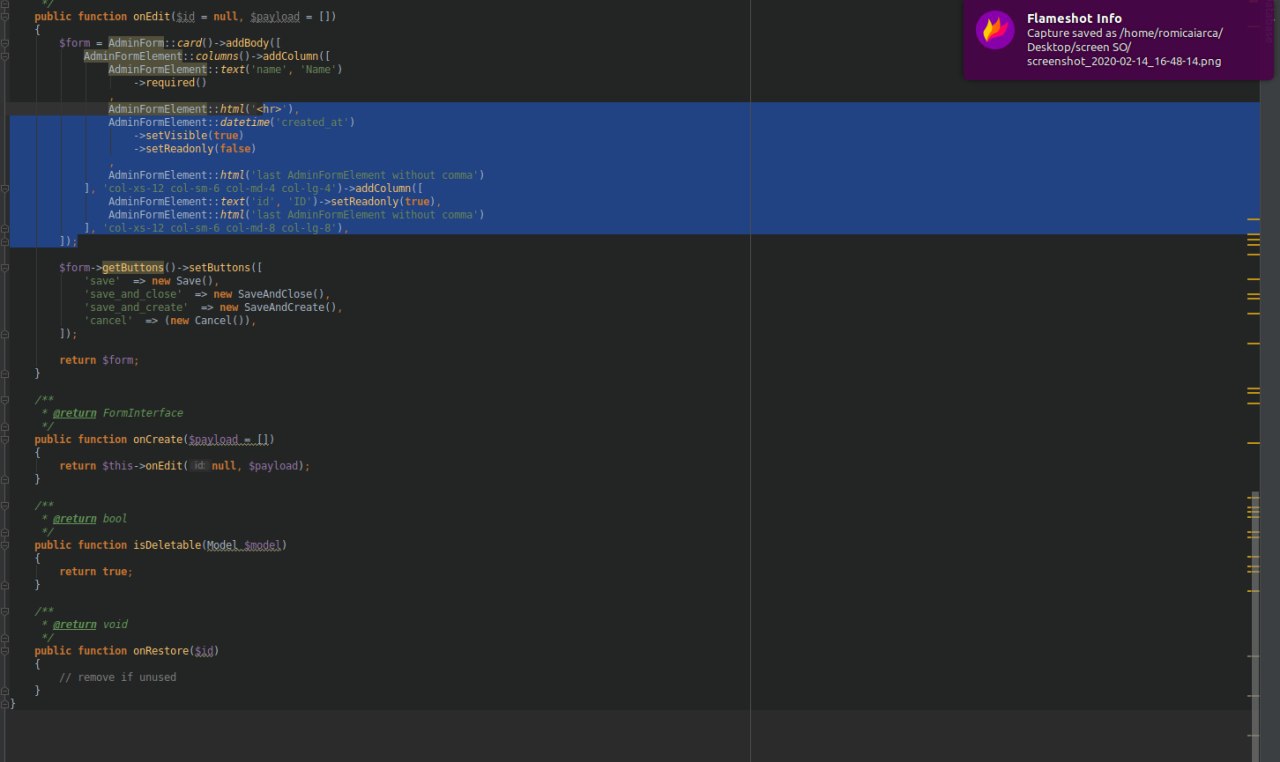 */
    public function onEdit($id = null, $payload = [])
    {
        $form = AdminForm::card()->addBody([
            AdminFormElement::columns()->addColumn([
                AdminFormElement::text('name', 'Name')
                    ->required()
                ,
                AdminFormElement::html('<hr>'),
                AdminFormElement::datetime('created_at')
                    ->setVisible(true)
                    ->setReadonly(false)
                ,
                AdminFormElement::html('last AdminFormElement without comma')
            ], 'col-xs-12 col-sm-6 col-md-4 col-lg-4')->addColumn([
                AdminFormElement::text('id', 'ID')->setReadonly(true),
                AdminFormElement::html('last AdminFormElement without comma')
            ], 'col-xs-12 col-sm-6 col-md-8 col-lg-8'),
        ]);

        $form->getButtons()->setButtons([
            'save'  => new Save(),
            'save_and_close'  => new SaveAndClose(),
            'save_and_create'  => new SaveAndCreate(),
            'cancel'  => (new Cancel()),
        ]);

        return $form;
    }

    /**
     * @return FormInterface
     */
    public function onCreate($payload = [])
    {
        return $this->onEdit( id: null, $payload);
    }

    /**
     * @return bool
     */
    public function isDeletable(Model $model)
    {
        return true;
    }

    /**
     * @return void
     */
    public function onRestore($id)
    {
        // remove if unused
    }
}
Flameshot Info
Capture saved as /home/romicaiarca/
Desktop/screen SO/
screenshot_2020-02-14_16-48-14.png